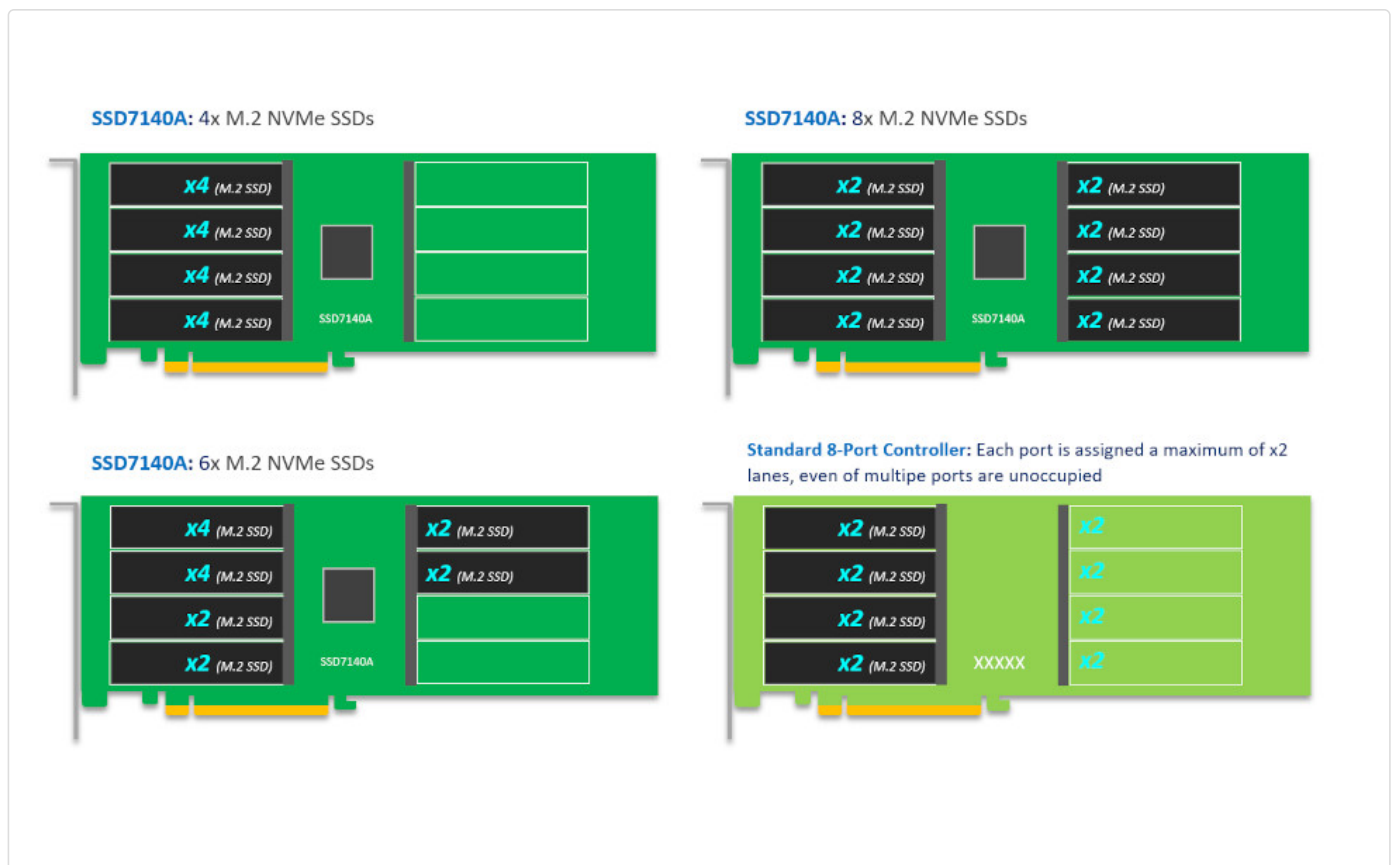 SSD7140A: 4x M.2 NVMe SSDs
x4 (M.2 SSD)
x4 (M.2 SSD)
x4 (M.2 SSD)
x4 (M.2 SSD)
SSD7140A
SSD7140A: 8x M.2 NVMe SSDs
x2 (M.2 SSD)
x2 (M.2 SSD)
x2 (M.2 SSD)
x2 (M.2 SSD)
SSD7140A
x2 (M.2 SSD)
x2 (M.2 SSD)
x2 (M.2 SSD)
x2 (M.2 SSD)
SSD7140A: 6x M.2 NVMe SSDs
x4 (M.2 SSD)
x4 (M.2 SSD)
x2 (M.2 SSD)
x2 (M.2 SSD)
SSD7140A
x2 (M.2 SSD)
x2 (M.2 SSD)
Standard 8-Port Controller: Each port is assigned a maximum of x2
lanes, even of multipe ports are unoccupied
x2 (M.2 SSD)
x2 (M.2 SSD)
x2 (M.2 SSD)
x2 (M.2 SSD)
XXXXX
x2
x2
x2
x2